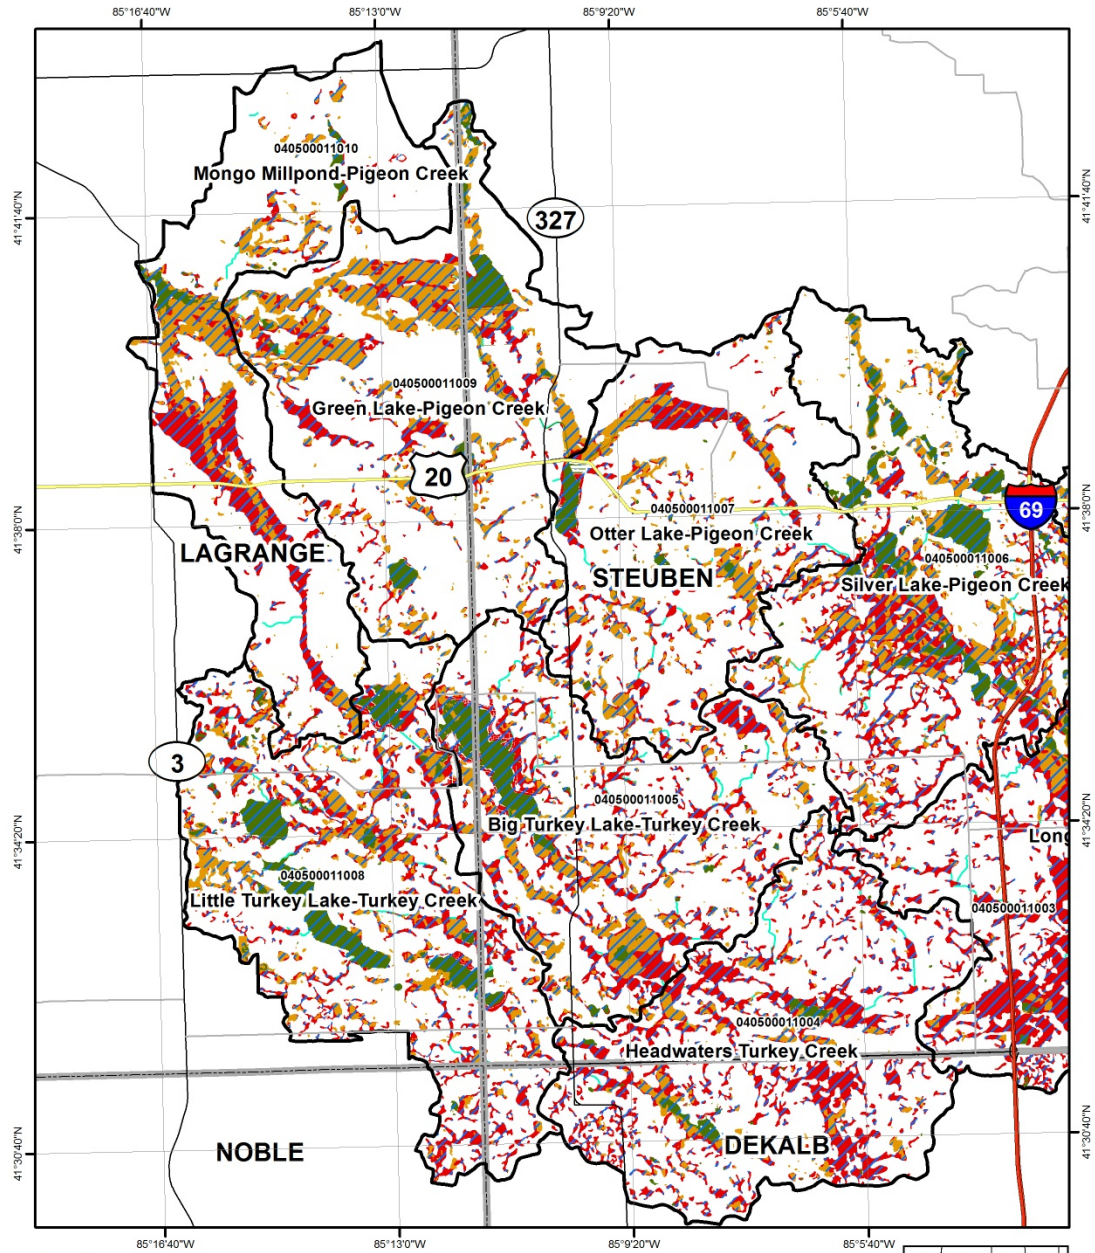 85°16'40"W 85°13'0"W 85°9'20"W 85°5'40"W
040500011010
Mongo Millpond-Pigeon Creek
41°41'40"N
41°41'40"N
327
040500011009
Green Lake-Pigeon Creek
20
040500011007
Otter Lake-Pigeon Creek
69
41°38'0"N
41°38'0"N
LAGRANGE
STEUBEN
040500011006
Silver Lake-Pigeon Creek
3
040500011005
Big Turkey Lake-Turkey Creek
41°34'20"N
41°34'20"N
Long
040500011008
Little Turkey Lake-Turkey Creek
040500011003
040500011004
Headwaters Turkey Creek
41°30'40"N
41°30'40"N
NOBLE
DEKALB
85°16'40"W 85°13'0"W 85°9'20"W 85°5'40"W